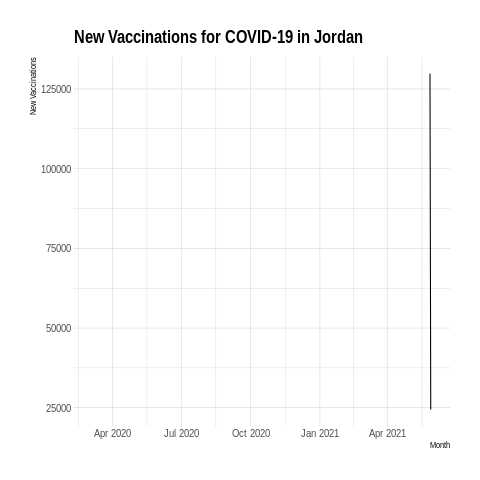 New Vaccinations for COVID-19 in Jordan
New Vaccinations
125000
100000
75000
50000
25000
Apr 2020 Jul 2020 Oct 2020 Jan 2021 Apr 2021
Month